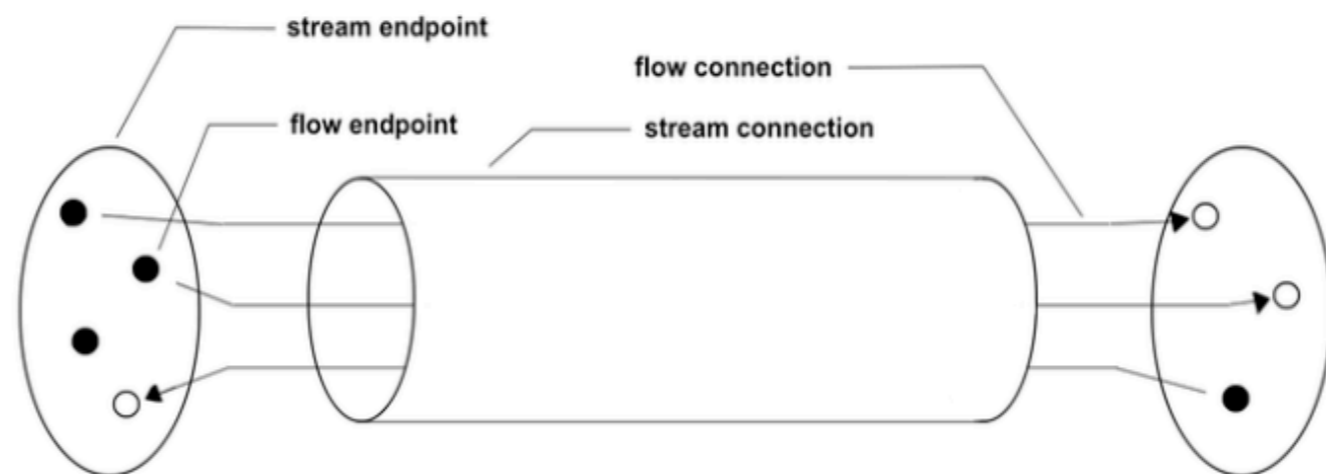 stream endpoint
flow connection
flow endpoint
stream connection